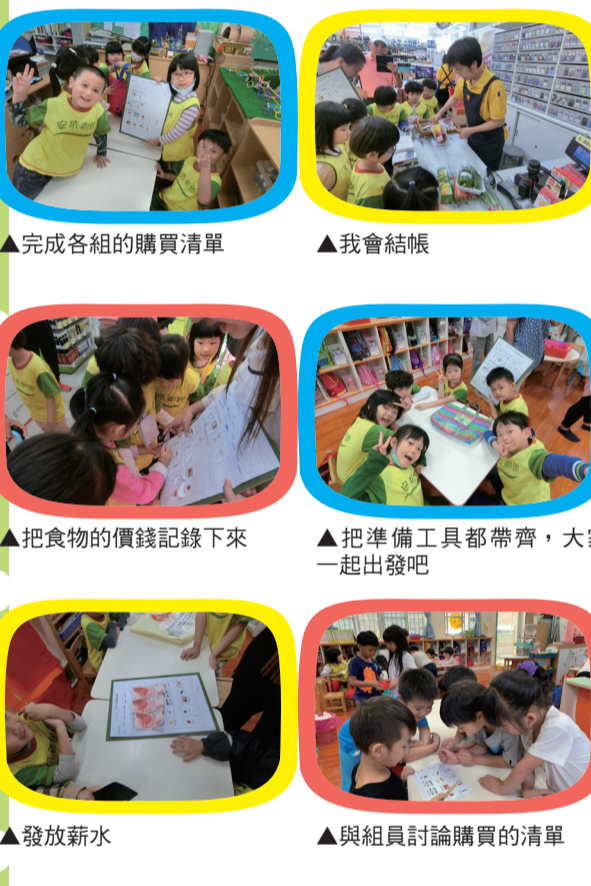 ▲完成各組的購買清單
▲我會結帳
▲把食物的價錢記錄下來
▲把準備工具都帶齊，大家
一起出發吧
▲發放薪水
▲與組員討論購買的清單